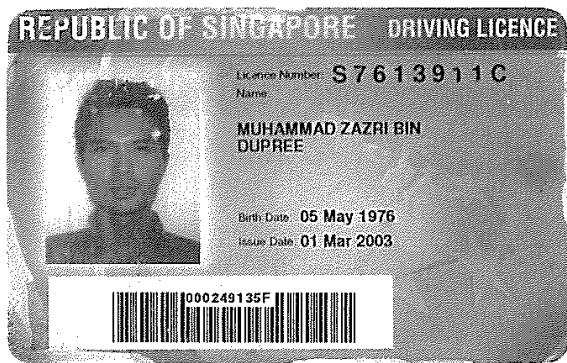 REPUBLIC OF SINGAPORE DRIVING LICENCE
Licence Number: S7613911C
Name
MUHAMMAD ZAZRI BIN
DUPREE
Birth Date: 05 May 1976
Issue Date: 01 Mar 2003
000249135F